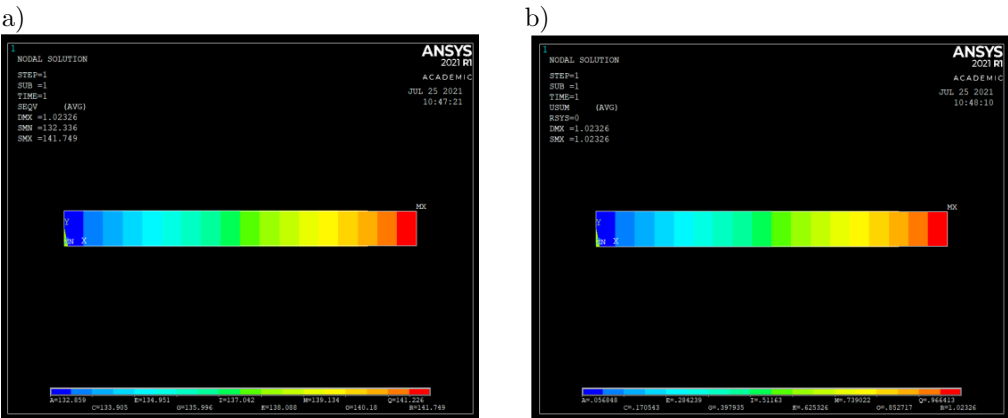 a)
1
NODAL SOLUTION
STEP=1
SUB =1
TIME=1
SEQV (AVG)
DMX =1.02326
SMN =132.336
SMX =141.749
ANSYS
2021 R1
ACADEMIC
JUL 25 2021
10:47:21
MX
Y
X
A=132.859 E=134.951 I=137.042 M=139.134 Q=141.226
C=133.905 G=135.996 K=138.088 O=140.18 R=141.749
b)
1
NODAL SOLUTION
STEP=1
SUB =1
TIME=1
USUM (AVG)
RSYS=0
DMX =1.02326
SMX =1.02326
ANSYS
2021 R1
ACADEMIC
JUL 25 2021
10:48:10
MX
Y
X
A=.056848 E=.284239 I=.51163 M=.739022 Q=.966413
C=.170543 G=.397935 K=.625326 O=.852717 R=1.02326